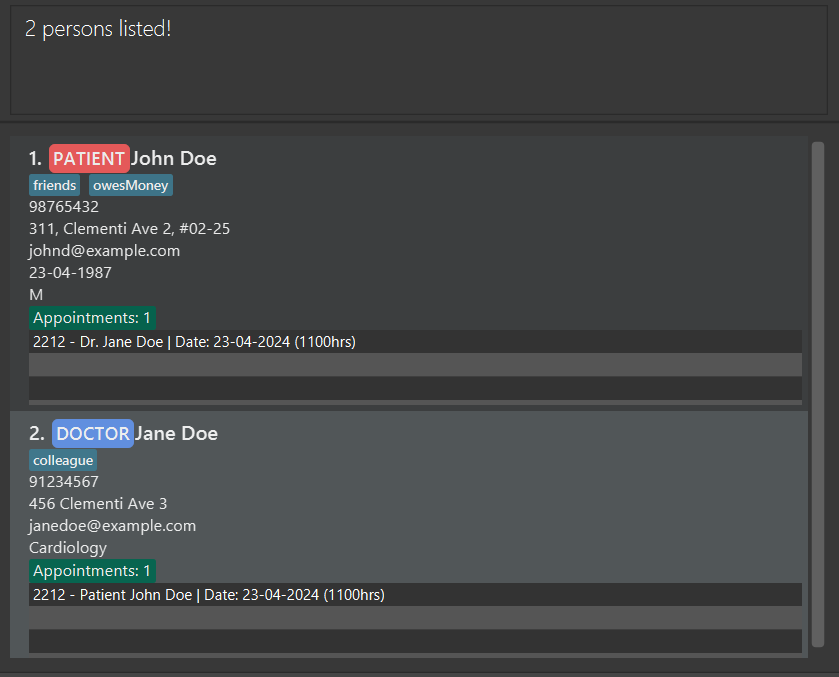 2 persons listed!
1. PATIENT John Doe
friends owesMoney
98765432
311, Clementi Ave 2, #02-25
johnd@example.com
23-04-1987
M
Appointments: 1
2212 - Dr. Jane Doe | Date: 23-04-2024 (1100hrs)
2. DOCTOR Jane Doe
colleague
91234567
456 Clementi Ave 3
janedoe@example.com
Cardiology
Appointments: 1
2212 - Patient John Doe | Date: 23-04-2024 (1100hrs)